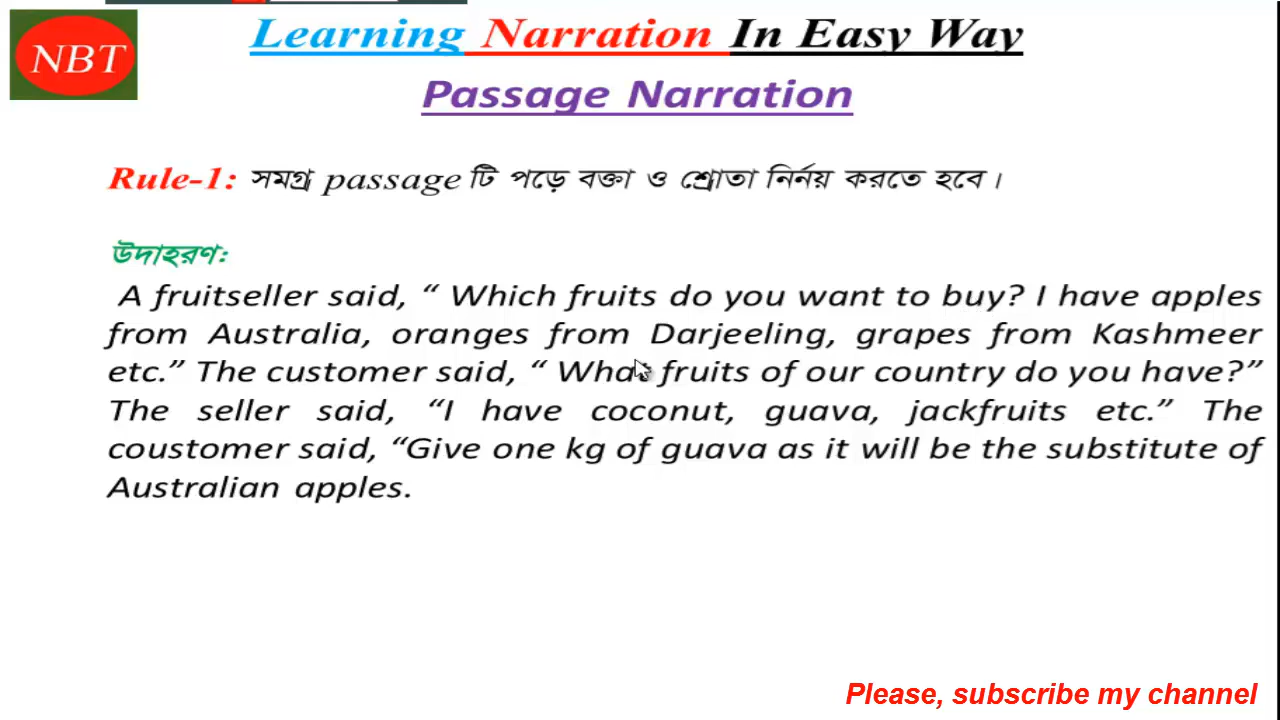 NBT
Learning Narration In Easy Way
Passage Narration
Rule-1: সমগ্র passage টি পড়ে বক্তা ও শ্রোতা নির্নয় করতে হবে।
উদাহরণ:
A fruitseller said, “ Which fruits do you want to buy? I have apples
from Australia, oranges from Darjeeling, grapes from Kashmeer
etc.” The customer said, “ What fruits of our country do you have?”
The seller said, “I have coconut, guava, jackfruits etc.” The
coustomer said, “Give one kg of guava as it will be the substitute of
Australian apples.
Please, subscribe my channel